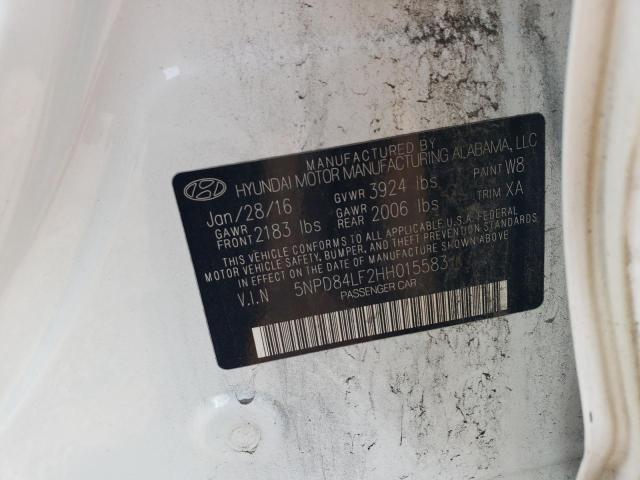 MANUFACTURED BY
HYUNDAI MOTOR MANUFACTURING ALABAMA, LLC
Jan/28/16 GVWR 3924 lbs PAINT W8
GAWR FRONT 2183 lbs GAWR REAR 2006 lbs TRIM XA
THIS VEHICLE CONFORMS TO ALL APPLICABLE U.S.A. FEDERAL
MOTOR VEHICLE SAFETY, BUMPER, AND THEFT PREVENTION
STANDARDS IN EFFECT ON THE DATE OF MANUFACTURE SHOWN ABOVE.
V.I.N 5NPD84LF2HH015583
PASSENGER CAR